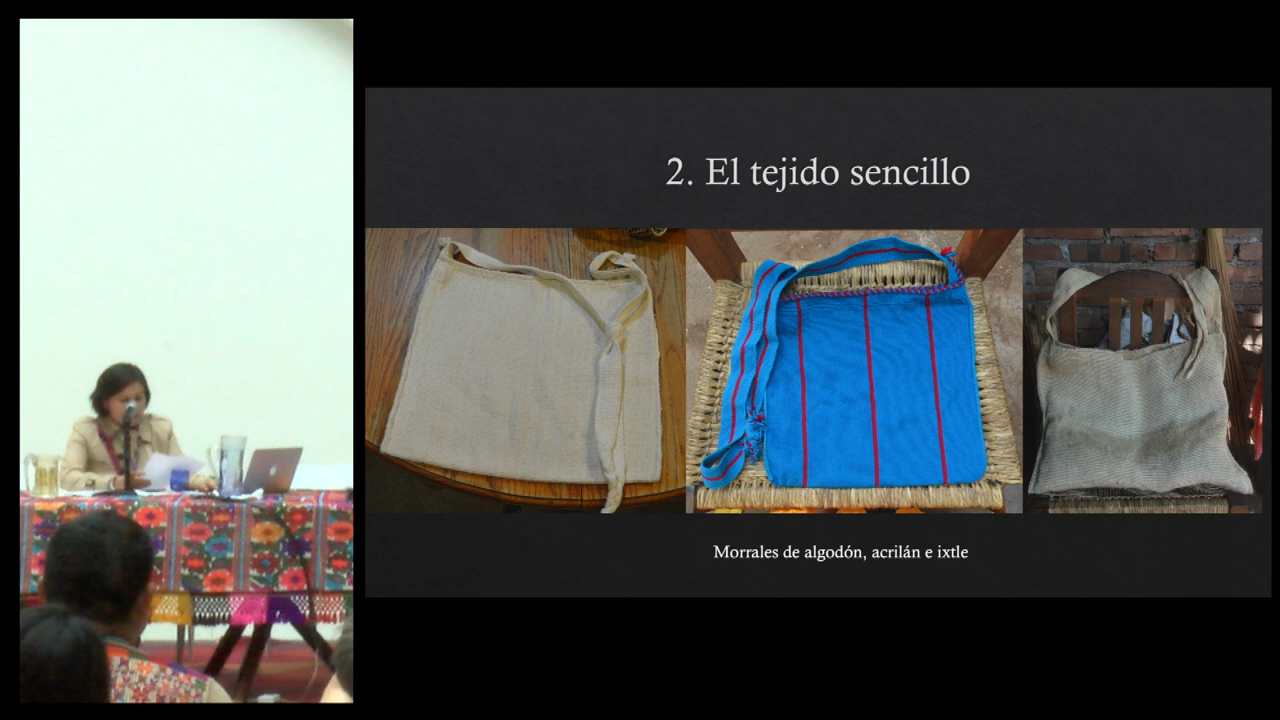 2. El tejido sencillo
Morrales de algodón, acrilán e ixtle